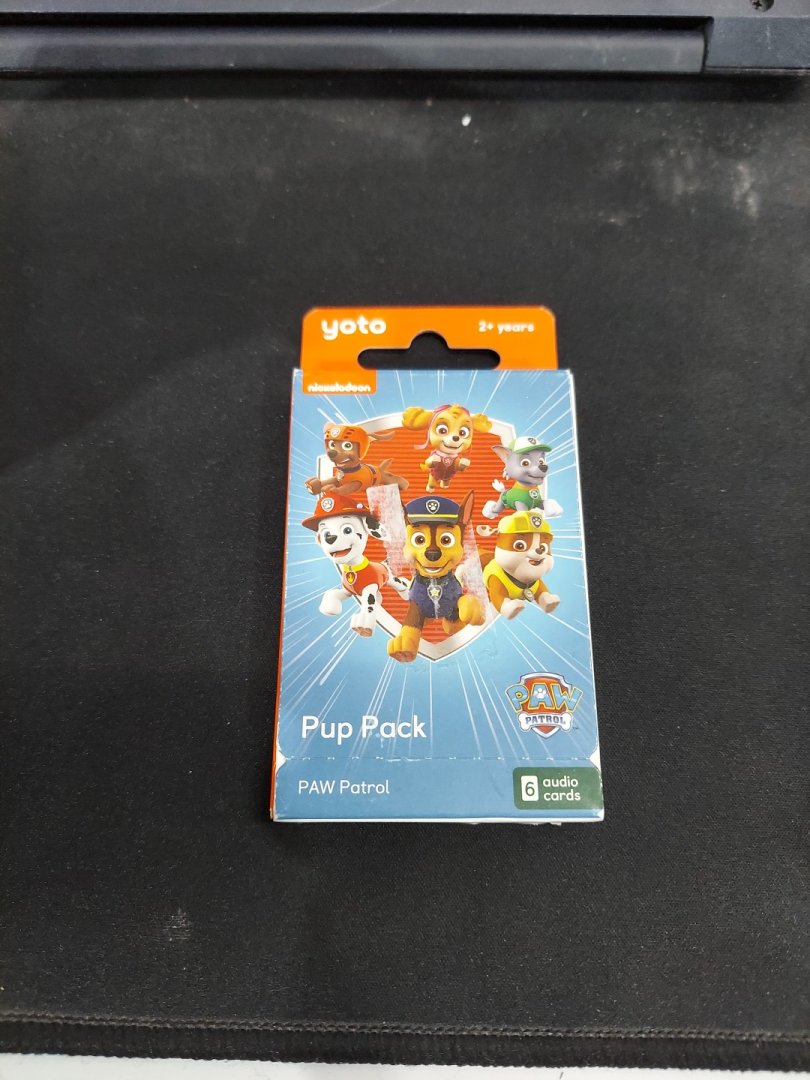 yoto
2+ years
nickelodeon
PAW
PATROL
Pup Pack
PAW Patrol
6 audio
cards